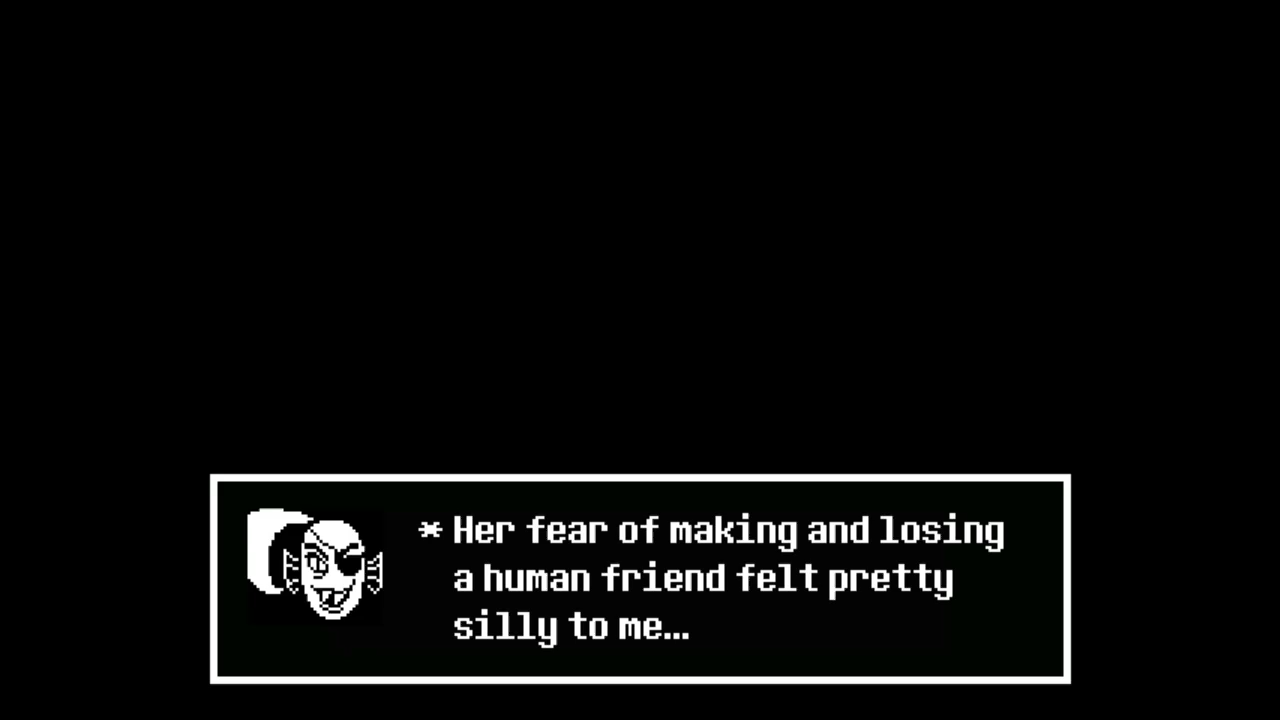 * Her fear of making and losing
a human friend felt pretty
silly to me...